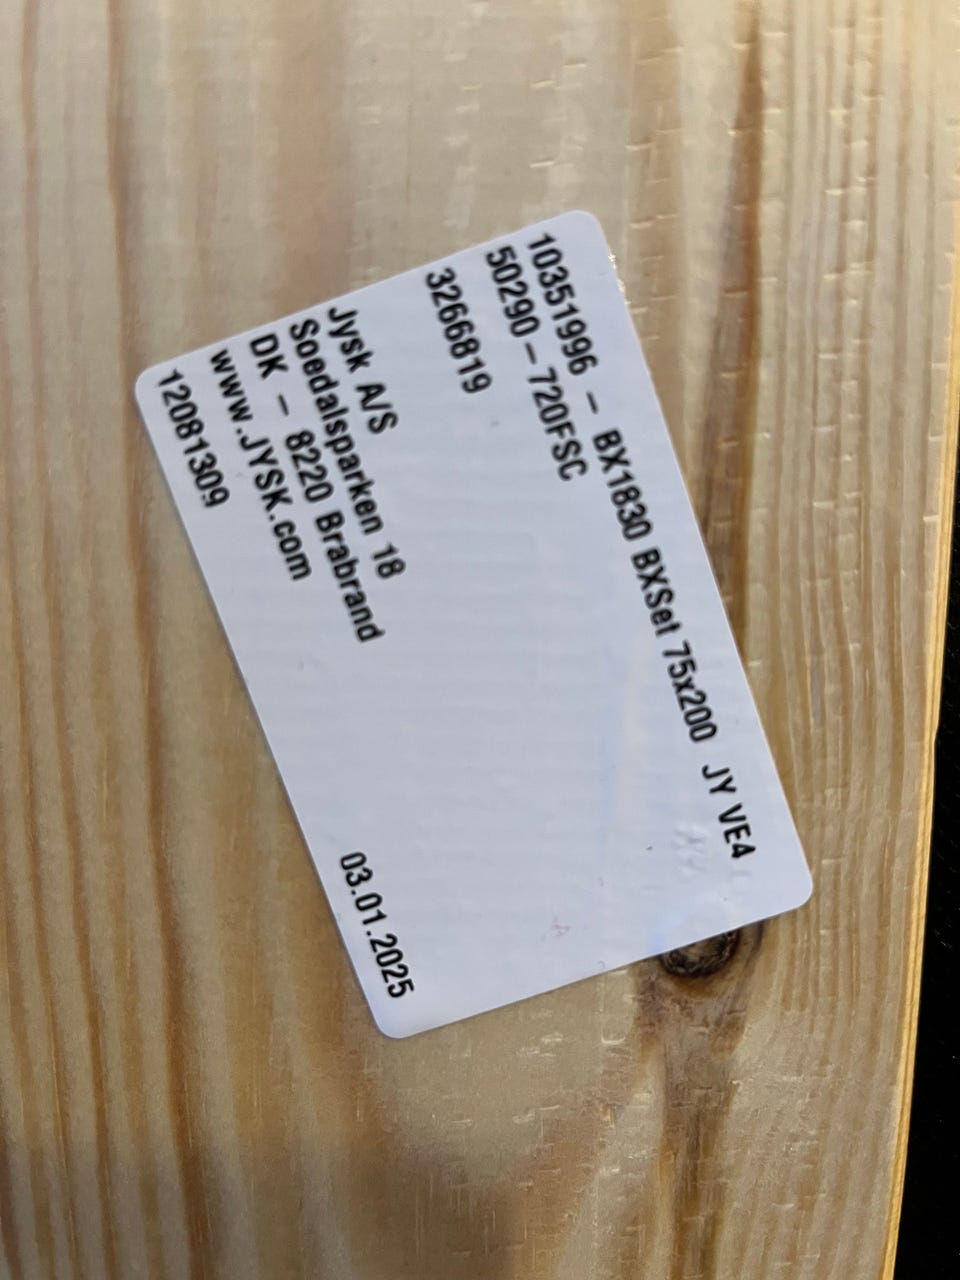 10351996 – BX1830 BXSet 75x200 JY VE4
50290–720FSC
3266819
Jysk A/S
Soedalsparken 18
DK – 8220 Brabrand
www.JYSK.com
12081309
03.01.2025